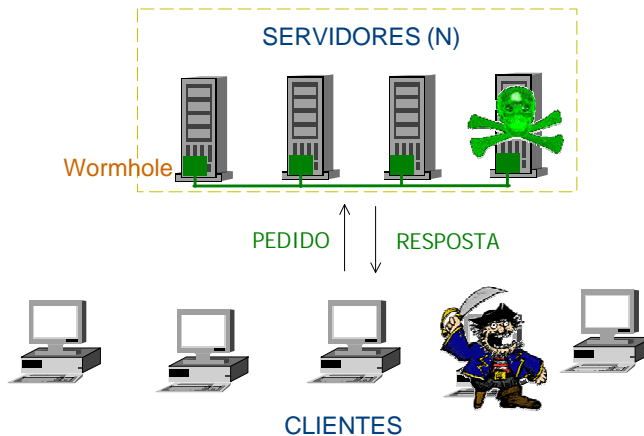 SERVIDORES (N)
Wormhole
PEDIDO
RESPOSTA
CLIENTES